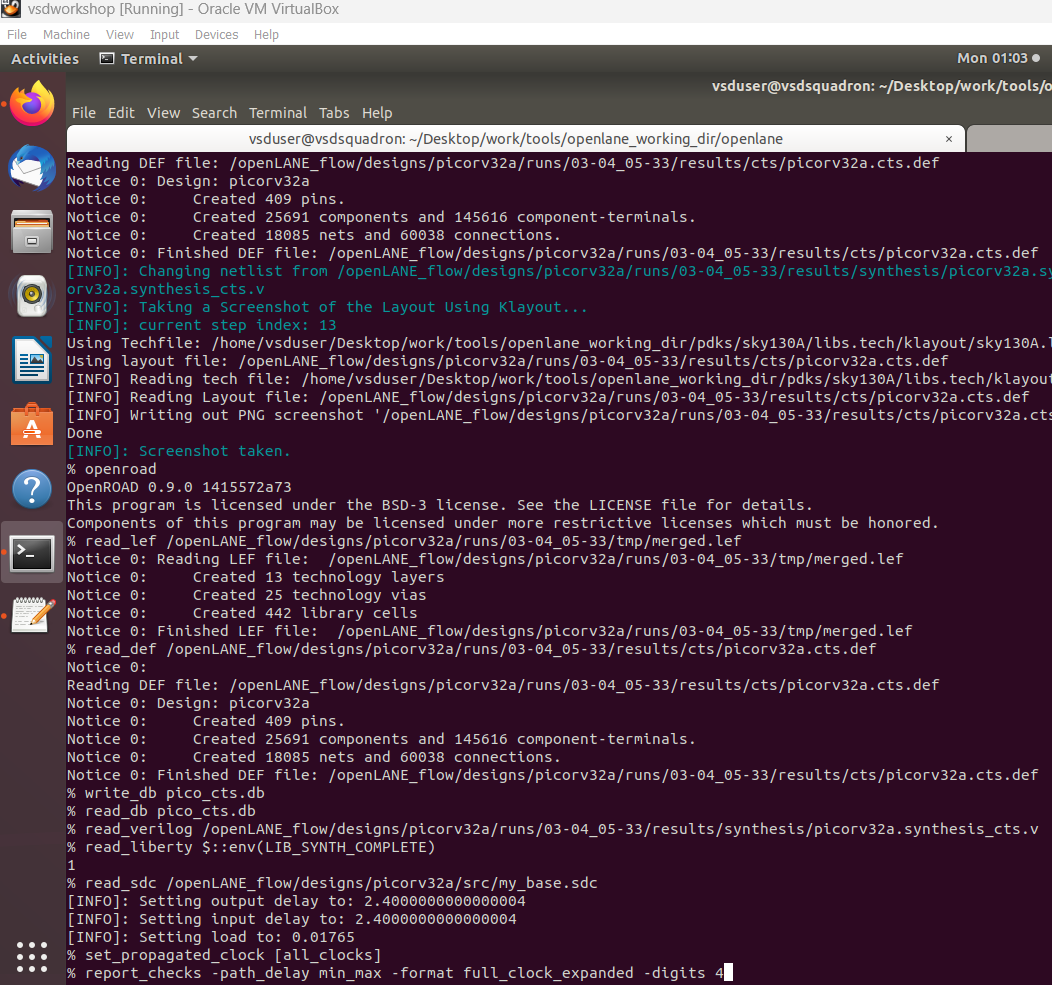 vsdworkshop [Running] - Oracle VM VirtualBox
File Machine View Input Devices Help
Activities Terminal Mon 01:03
vsduser@vsdsquadron: ~/Desktop/work/tools/o
File Edit View Search Terminal Tabs Help
vsduser@vsdsquadron: ~/Desktop/work/tools/openlane_working_dir/openlane ×
Reading DEF file: /openLANE_flow/designs/picorv32a/runs/03-04_05-33/results/cts/picorv32a.cts.def
Notice 0: Design: picorv32a
Notice 0:     Created 409 pins.
Notice 0:     Created 25691 components and 145616 component-terminals.
Notice 0:     Created 18085 nets and 60038 connections.
Notice 0: Finished DEF file: /openLANE_flow/designs/picorv32a/runs/03-04_05-33/results/cts/picorv32a.cts.def
[INFO]: Changing netlist from /openLANE_flow/designs/picorv32a/runs/03-04_05-33/results/synthesis/picorv32a.sy
orv32a.synthesis_cts.v
[INFO]: Taking a Screenshot of the Layout Using Klayout...
[INFO]: current step index: 13
Using Techfile: /home/vsduser/Desktop/work/tools/openlane_working_dir/pdks/sky130A/libs.tech/klayout/sky130A.l
Using layout file: /openLANE_flow/designs/picorv32a/runs/03-04_05-33/results/cts/picorv32a.cts.def
[INFO] Reading tech file: /home/vsduser/Desktop/work/tools/openlane_working_dir/pdks/sky130A/libs.tech/klayout
[INFO] Reading Layout file: /openLANE_flow/designs/picorv32a/runs/03-04_05-33/results/cts/picorv32a.cts.def
[INFO] Writing out PNG screenshot '/openLANE_flow/designs/picorv32a/runs/03-04_05-33/results/cts/picorv32a.cts
Done
[INFO]: Screenshot taken.
% openroad
OpenROAD 0.9.0 1415572a73
This program is licensed under the BSD-3 license. See the LICENSE file for details.
Components of this program may be licensed under more restrictive licenses which must be honored.
% read_lef /openLANE_flow/designs/picorv32a/runs/03-04_05-33/tmp/merged.lef
Notice 0: Reading LEF file:  /openLANE_flow/designs/picorv32a/runs/03-04_05-33/tmp/merged.lef
Notice 0:     Created 13 technology layers
Notice 0:     Created 25 technology vias
Notice 0:     Created 442 library cells
Notice 0: Finished LEF file:  /openLANE_flow/designs/picorv32a/runs/03-04_05-33/tmp/merged.lef
% read_def /openLANE_flow/designs/picorv32a/runs/03-04_05-33/results/cts/picorv32a.cts.def
Notice 0:
Reading DEF file: /openLANE_flow/designs/picorv32a/runs/03-04_05-33/results/cts/picorv32a.cts.def
Notice 0: Design: picorv32a
Notice 0:     Created 409 pins.
Notice 0:     Created 25691 components and 145616 component-terminals.
Notice 0:     Created 18085 nets and 60038 connections.
Notice 0: Finished DEF file: /openLANE_flow/designs/picorv32a/runs/03-04_05-33/results/cts/picorv32a.cts.def
% write_db pico_cts.db
% read_db pico_cts.db
% read_verilog /openLANE_flow/designs/picorv32a/runs/03-04_05-33/results/synthesis/picorv32a.synthesis_cts.v
% read_liberty $::env(LIB_SYNTH_COMPLETE)
1
% read_sdc /openLANE_flow/designs/picorv32a/src/my_base.sdc
[INFO]: Setting output delay to: 2.4000000000000004
[INFO]: Setting input delay to: 2.4000000000000004
[INFO]: Setting load to: 0.01765
% set_propagated_clock [all_clocks]
% report_checks -path_delay min_max -format full_clock_expanded -digits 4